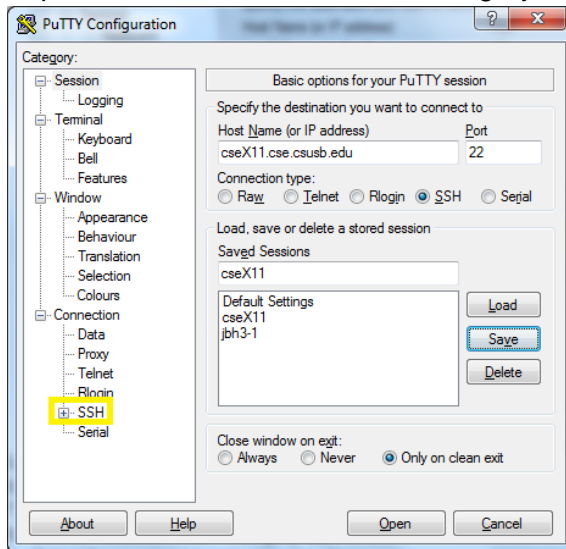 PuTTY Configuration
Category:
Session
Logging
Terminal
Keyboard
Bell
Features
Window
Appearance
Behaviour
Translation
Selection
Colours
Connection
Data
Proxy
Telnet
Rlogin
SSH
Serial
Basic options for your PuTTY session
Specify the destination you want to connect to
Host Name (or IP address) Port
cseX11.cse.csusb.edu 22
Connection type:
Raw Telnet Rlogin SSH Serial
Load, save or delete a stored session
Saved Sessions
cseX11
Default Settings
cseX11
jbh3-1
Load
Save
Delete
Close window on exit:
Always Never Only on clean exit
About Help Open Cancel